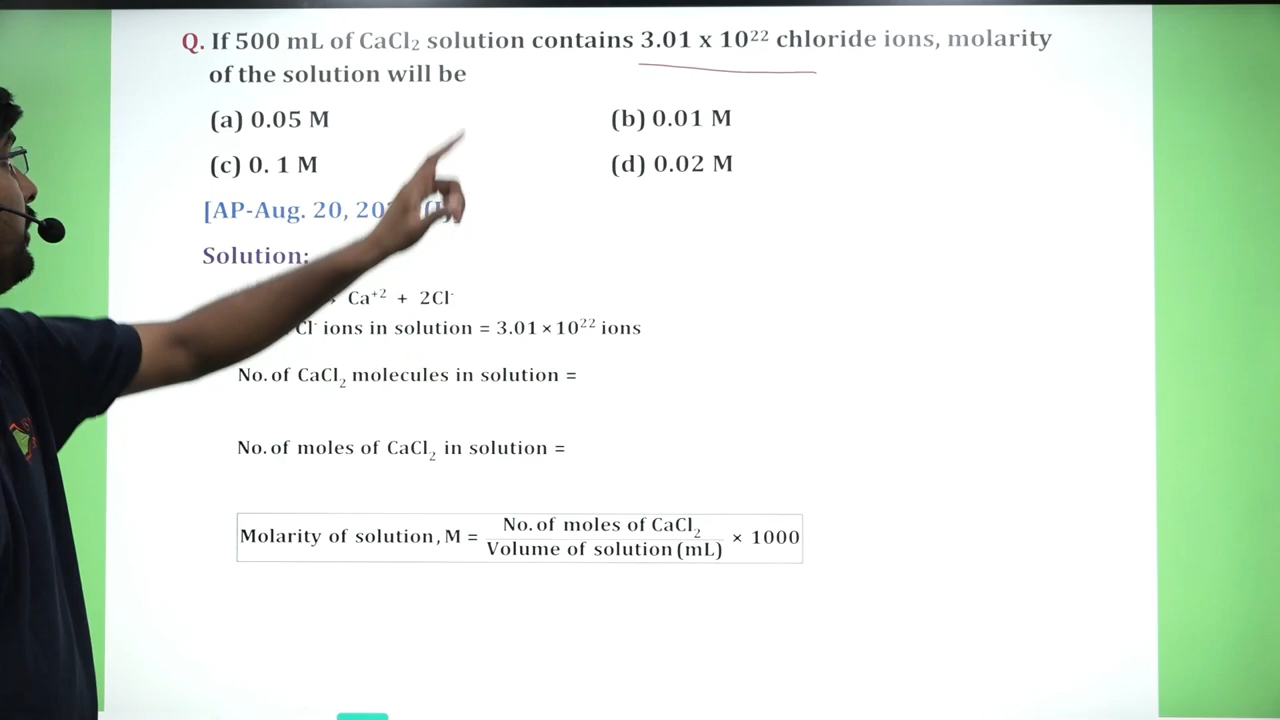 Q. If 500 mL of CaCl₂ solution contains 3.01 x 10²² chloride ions, molarity
of the solution will be
(a) 0.05 M (b) 0.01 M
(c) 0. 1 M (d) 0.02 M
[AP-Aug. 20, 20
Solution:
Ca⁺² + 2Cl⁻
Cl⁻ ions in solution = 3.01 × 10²² ions
No. of CaCl₂ molecules in solution =
No. of moles of CaCl₂ in solution =
No. of moles of CaCl₂
Molarity of solution, M = × 1000
Volume of solution (mL)